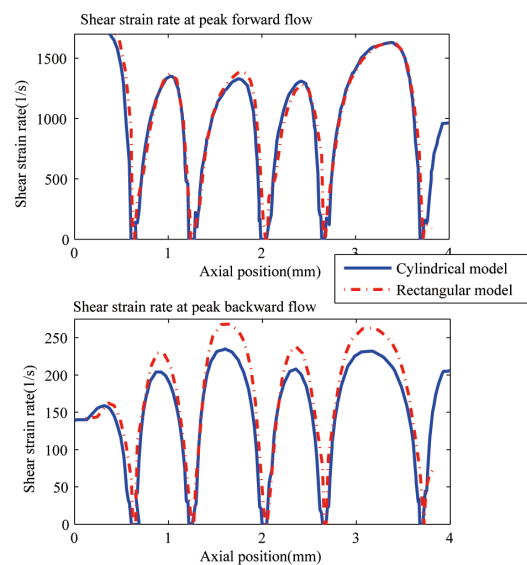 Shear strain rate at peak forward flow
Shear strain rate(1/s)
1500
1000
500
0
0
1
2
3
4
Axial position(mm)
Cylindrical model
Rectangular model
Shear strain rate at peak backward flow
Shear strain rate(1/s)
250
200
150
100
50
0
0
1
2
3
4
Axial position(mm)